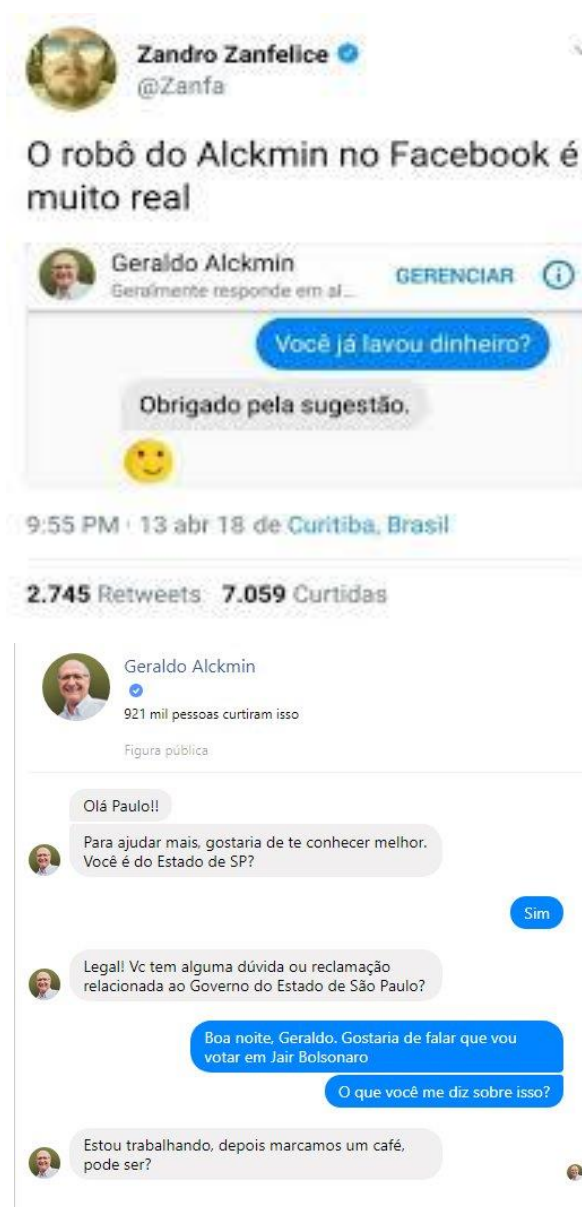 Zandro Zanfelice
@Zanfa
O robô do Alckmin no Facebook é
muito real
Geraldo Alckmin
GERENCIAR
Geralmente responde em al...
Você já lavou dinheiro?
Obrigado pela sugestão.
9:55 PM · 13 abr 18 de Curitiba, Brasil
2.745 Retweets 7.059 Curtidas
Geraldo Alckmin
921 mil pessoas curtiram isso
Figura pública
Olá Paulo!!
Para ajudar mais, gostaria de te conhecer melhor.
Você é do Estado de SP?
Sim
Legal! Vc tem alguma dúvida ou reclamação
relacionada ao Governo do Estado de São Paulo?
Boa noite, Geraldo. Gostaria de falar que vou
votar em Jair Bolsonaro
O que você me diz sobre isso?
Estou trabalhando, depois marcamos um café,
pode ser?